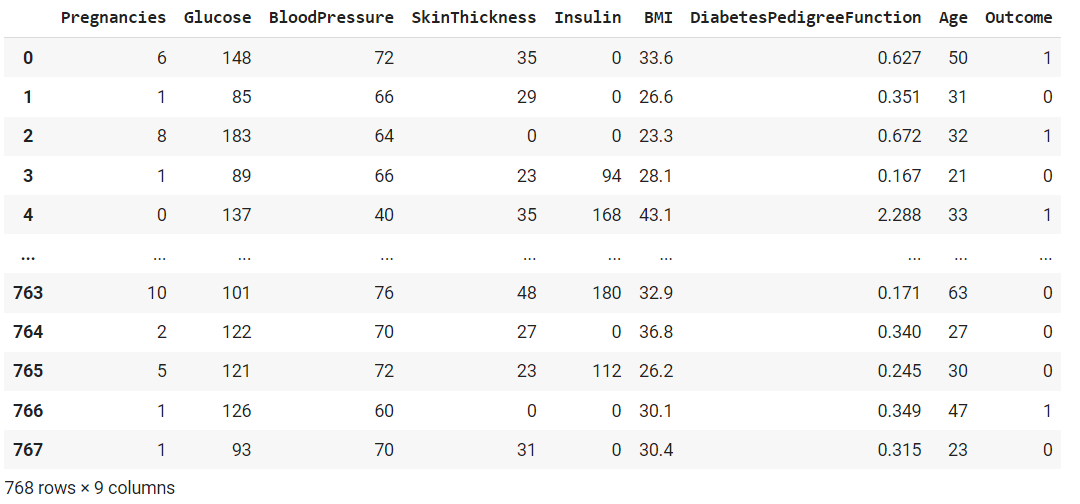 Pregnancies Glucose BloodPressure SkinThickness Insulin BMI DiabetesPedigreeFunction Age Outcome
0 6 148 72 35 0 33.6 0.627 50 1
1 1 85 66 29 0 26.6 0.351 31 0
2 8 183 64 0 0 23.3 0.672 32 1
3 1 89 66 23 94 28.1 0.167 21 0
4 0 137 40 35 168 43.1 2.288 33 1
... ... ... ... ... ... ... ... ... ...
763 10 101 76 48 180 32.9 0.171 63 0
764 2 122 70 27 0 36.8 0.340 27 0
765 5 121 72 23 112 26.2 0.245 30 0
766 1 126 60 0 0 30.1 0.349 47 1
767 1 93 70 31 0 30.4 0.315 23 0
768 rows × 9 columns